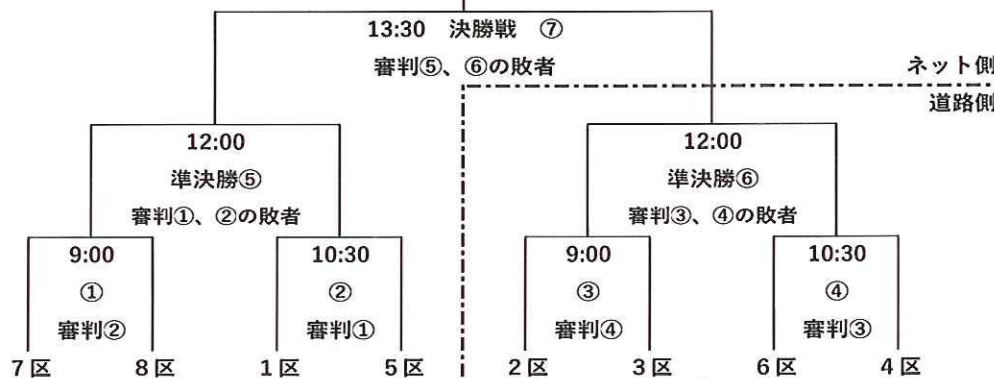 13:30 決勝戦 ⑦
審判⑤、⑥の敗者
ネット側
道路側
12:00
準決勝⑤
審判①、②の敗者
12:00
準決勝⑥
審判③、④の敗者
9:00
①
審判②
10:30
②
審判①
9:00
③
審判④
10:30
④
審判③
7区 8区 1区 5区 2区 3区 6区 4区